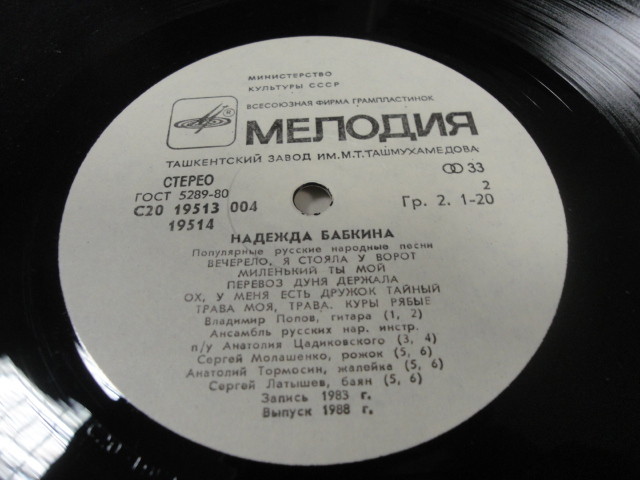 МИНИСТЕРСТВО
КУЛЬТУРЫ СССР
ВСЕСОЮЗНАЯ ФИРМА ГРАМПЛАСТИНОК
МЕЛОДИЯ
ТАШКЕНТСКИЙ ЗАВОД ИМ.М.Т.ТАШМУХАМЕДОВА
СТЕРЕО
ГОСТ 5289-80
33
С20 19513 004
19514
2
Гр. 2. 1-20
НАДЕЖДА БАБКИНА
Популярные русские народные песни
ВЕЧЕРЕЛО. Я СТОЯЛА У ВОРОТ
МИЛЕНЬКИЙ ТЫ МОЙ
ПЕРЕВОЗ ДУНЯ ДЕРЖАЛА
ОХ, У МЕНЯ ЕСТЬ ДРУЖОК ТАЙНЫЙ
ТРАВА МОЯ, ТРАВА. КУРЫ РЯБЫЕ
Владимир Попов, гитара (1, 2)
Ансамбль русских нар. инстр.
п/у Анатолия Цадиковского (3, 4)
Сергей Молашенко, рожок (5, 6)
Анатолий Тормосин, жалейка (5, 6)
Сергей Латышев, баян (5, 6)
Запись 1983 г.
Выпуск 1988 г.